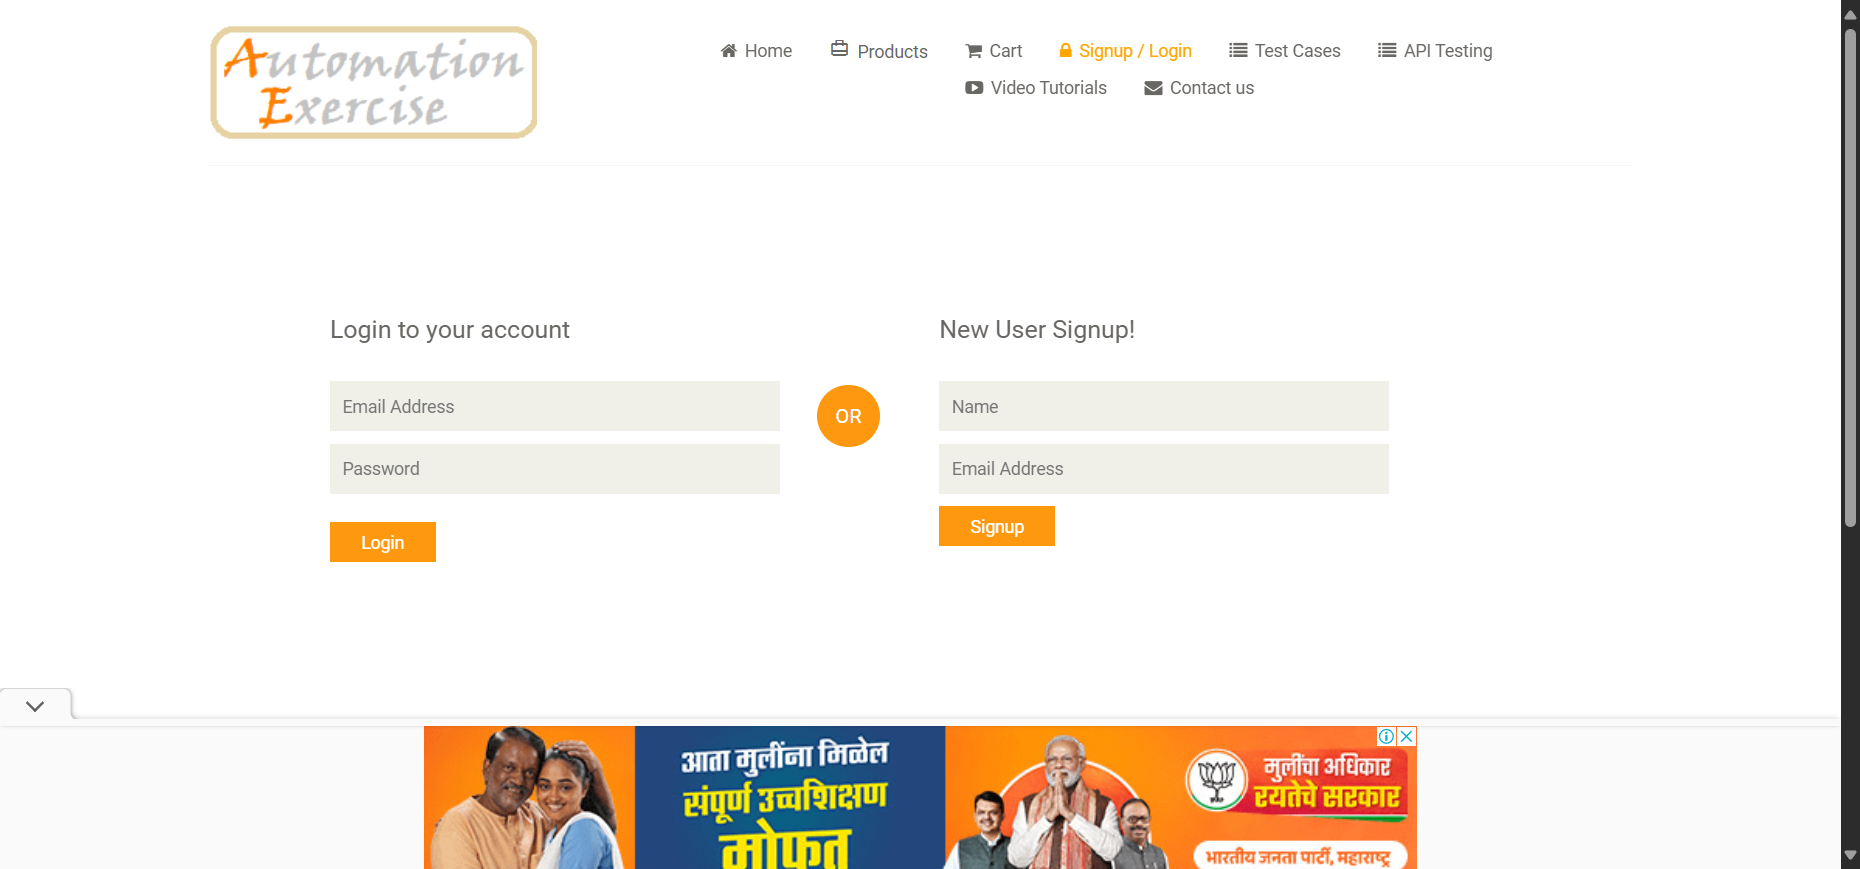 Automation
Exercise
Home
Products
Cart
Signup / Login
Test Cases
API Testing
Video Tutorials
Contact us
Login to your account
New User Signup!
Email Address
OR
Name
Password
Email Address
Login
Signup
आता मुलींना मिळेल
संपूर्ण उच्चशिक्षण
मोफत
मुलींचा अधिकार
रयतेचे सरकार
भारतीय जनता पार्टी, महाराष्ट्र